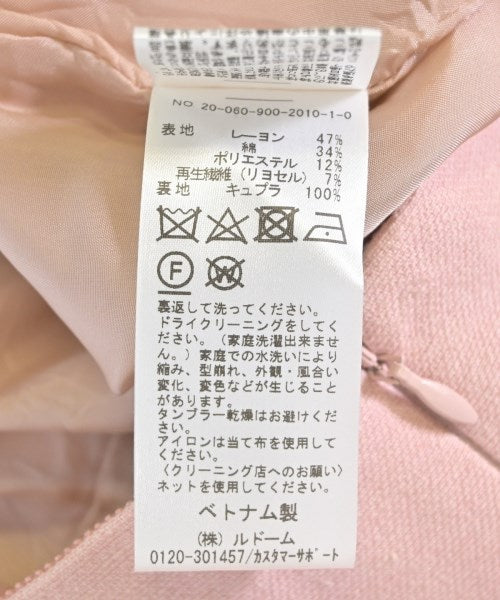 NO 20-060-900-2010-1-0
表地 レーヨン 47%
綿 34%
ポリエステル 12%
再生繊維（リヨセル） 7%
裏地 キュプラ 100%
F W
裏返して洗ってください。
ドライクリーニングをしてく
ださい。（家庭洗濯出来ませ
ん。）家庭での水洗いにより
縮み、型崩れ、外観・風合い
変化、変色などが生じること
があります。
タンブラー乾燥はお避けくだ
さい。
アイロンは当て布を使用して
ください。
〈クリーニング店へのお願い〉
ネットを使用してください。
ベトナム製
（株）ルドーム
0120-301457/カスタマーサポート